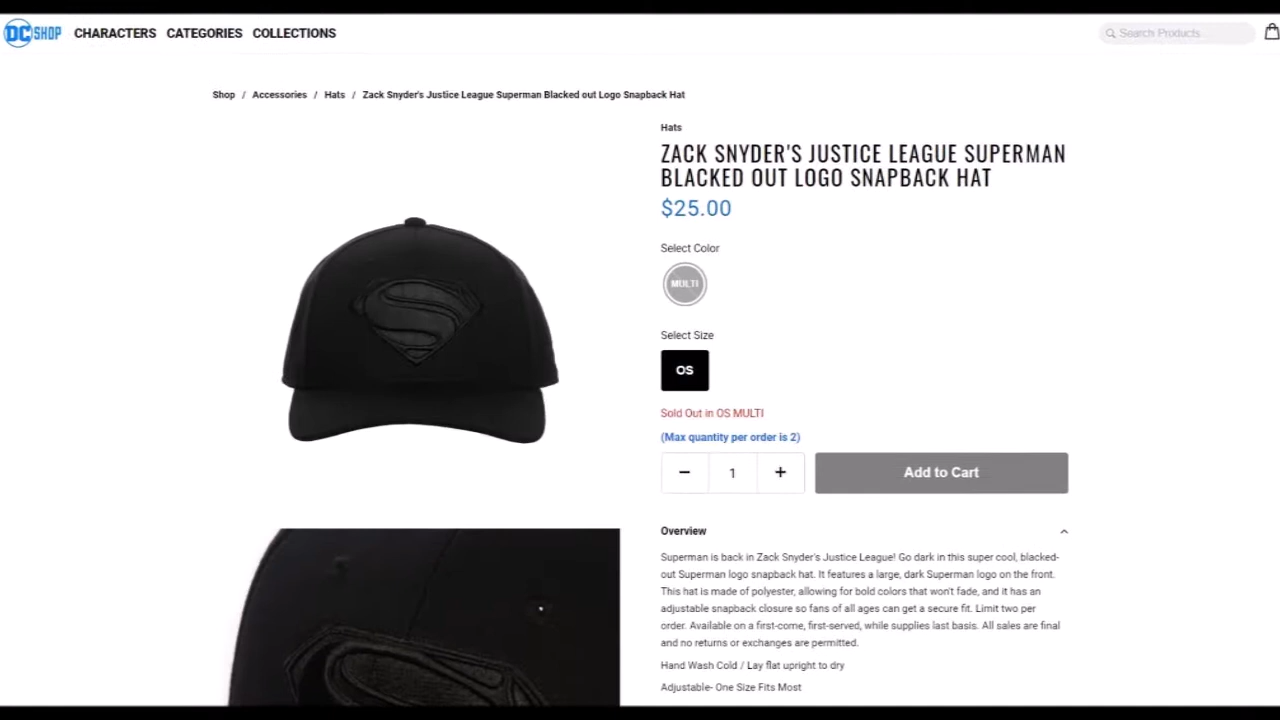 DC SHOP CHARACTERS CATEGORIES COLLECTIONS Search Products...
Shop / Accessories / Hats / Zack Snyder's Justice League Superman Blacked out Logo Snapback Hat
Hats
ZACK SNYDER'S JUSTICE LEAGUE SUPERMAN
BLACKED OUT LOGO SNAPBACK HAT
$25.00
Select Color
MULTI
Select Size
OS
Sold Out in OS MULTI
(Max quantity per order is 2)
− 1 + Add to Cart
Overview
Superman is back in Zack Snyder's Justice League! Go dark in this super cool, blacked-
out Superman logo snapback hat. It features a large, dark Superman logo on the front.
This hat is made of polyester, allowing for bold colors that won't fade, and it has an
adjustable snapback closure so fans of all ages can get a secure fit. Limit two per
order. Available on a first-come, first-served, while supplies last basis. All sales are final
and no returns or exchanges are permitted.
Hand Wash Cold / Lay flat upright to dry
Adjustable- One Size Fits Most